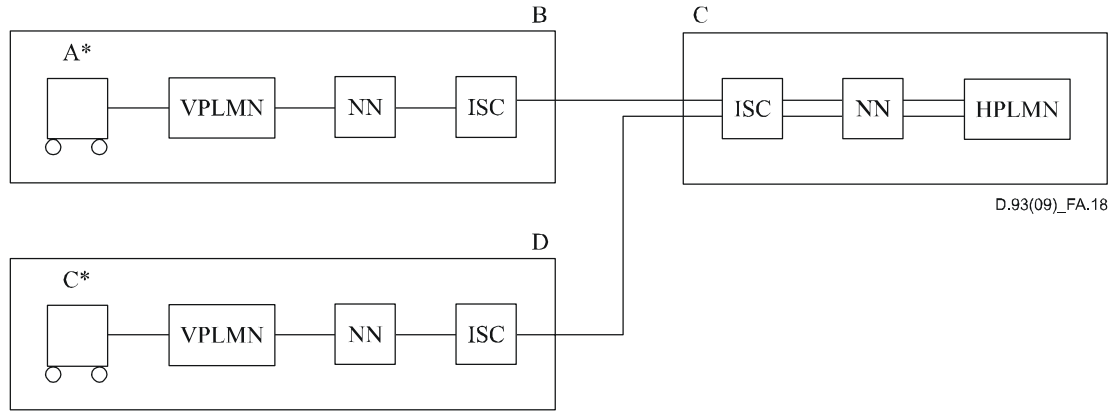 B
C
A*
VPLMN
NN
ISC
ISC
NN
HPLMN
D.93(09)_FA.18
D
C*
VPLMN
NN
ISC